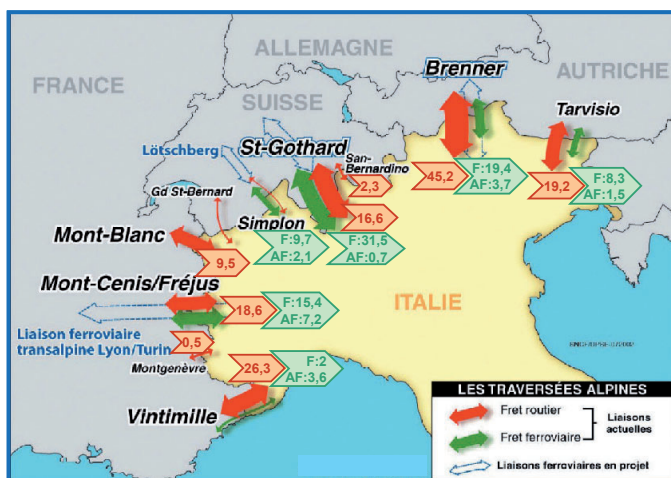 ALLEMAGNE
FRANCE
Brenner
AUTRICHE
SUISSE
Tarvisio
Lötschberg
St-Gothard
San-
Bernardino
2,3
45,2
F:19,4
AF:3,7
19,2
F:8,3
AF:1,5
Gd St-Bernard
16,6
Simplon
Mont-Blanc
9,5
F:9,7
AF:2,1
F:31,5
AF:0,7
Mont-Cenis/Fréjus
18,6
F:15,4
AF:7,2
ITALIE
Liaison ferroviaire
transalpine Lyon/Turin
0,5
Montgenèvre
26,3
F:2
AF:3,6
Vintimille
LES TRAVERSÉES ALPINES
Fret routier
Fret ferroviaire
Liaisons
actuelles
Liaisons ferroviaires en projet